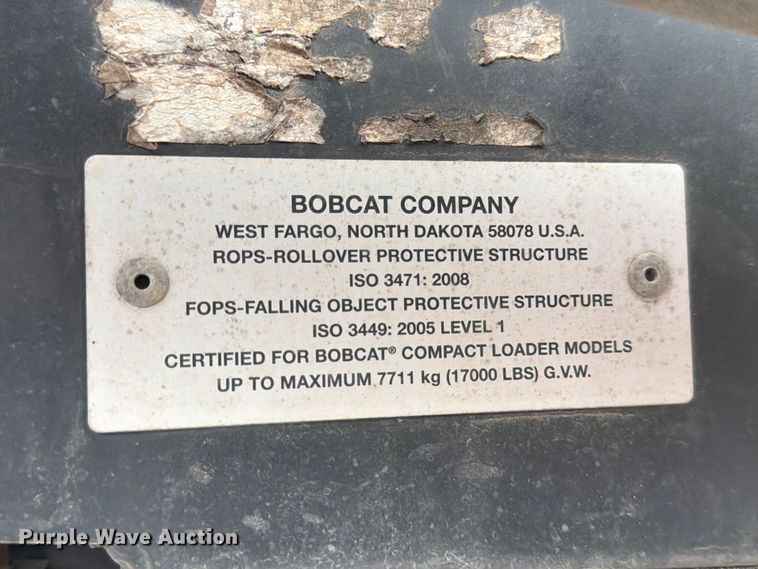 BOBCAT COMPANY
WEST FARGO, NORTH DAKOTA 58078 U.S.A.
ROPS-ROLLOVER PROTECTIVE STRUCTURE
ISO 3471: 2008
FOPS-FALLING OBJECT PROTECTIVE STRUCTURE
ISO 3449: 2005 LEVEL 1
CERTIFIED FOR BOBCAT® COMPACT LOADER MODELS
UP TO MAXIMUM 7711 kg (17000 LBS) G.V.W.
Purple Wave Auction